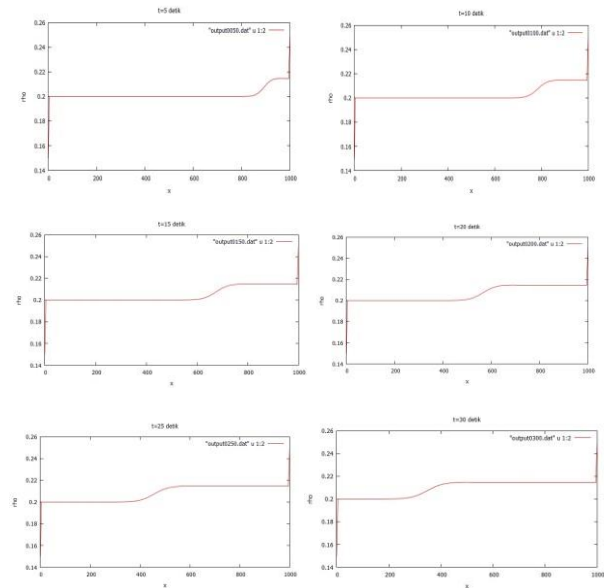 t=5 detik
"output0050.dat" u 1:2
0.26
0.24
0.22
0.2
0.18
0.16
0.14
rho
0 200 400 600 800 1000
x
t=10 detik
"output0100.dat" u 1:2
0.26
0.24
0.22
0.2
0.18
0.16
0.14
rho
0 200 400 600 800 1000
x
t=15 detik
"output0150.dat" u 1:2
0.26
0.24
0.22
0.2
0.18
0.16
0.14
rho
0 200 400 600 800 1000
x
t=20 detik
"output0200.dat" u 1:2
0.26
0.24
0.22
0.2
0.18
0.16
0.14
rho
0 200 400 600 800 1000
x
t=25 detik
"output0250.dat" u 1:2
0.26
0.24
0.22
0.2
0.18
0.16
0.14
rho
0 200 400 600 800 1000
x
t=30 detik
"output0300.dat" u 1:2
0.26
0.24
0.22
0.2
0.18
0.16
0.14
rho
0 200 400 600 800 1000
x